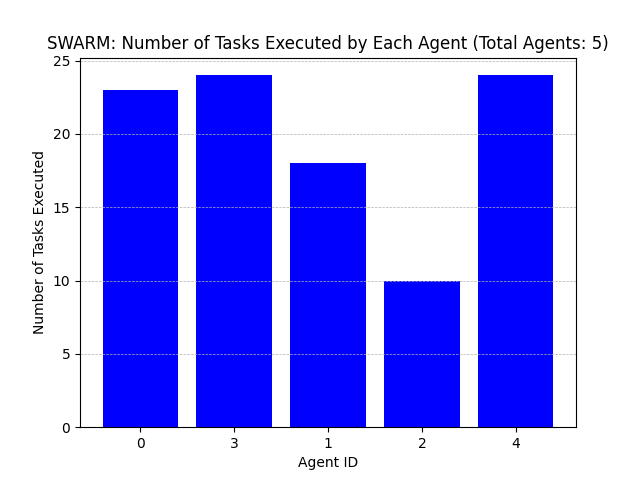 SWARM: Number of Tasks Executed by Each Agent (Total Agents: 5)
25
20
15
10
5
0
Number of Tasks Executed
0 3 1 2 4
Agent ID